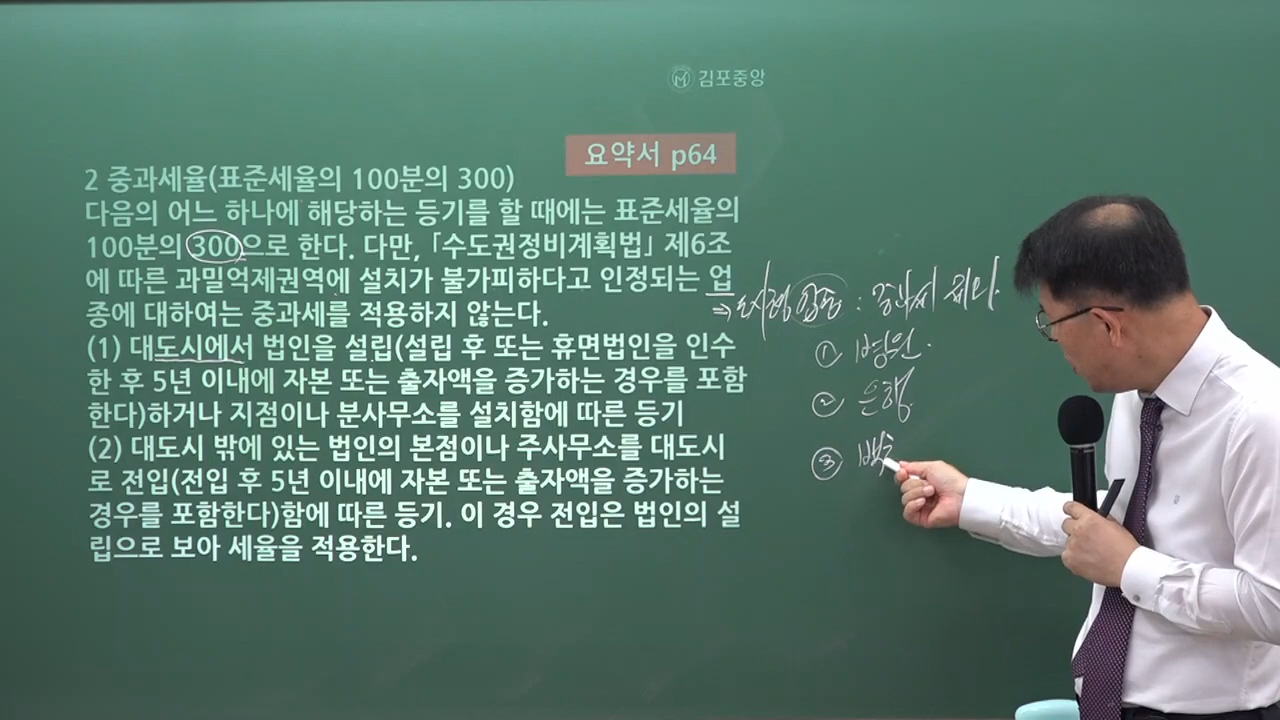 김포중앙
요약서 p64
2 중과세율(표준세율의 100분의 300)
다음의 어느 하나에 해당하는 등기를 할 때에는 표준세율의
100분의 300으로 한다. 다만, 「수도권정비계획법」 제6조
에 따른 과밀억제권역에 설치가 불가피하다고 인정되는 업
종에 대하여는 중과세를 적용하지 않는다.
(1) 대도시에서 법인을 설립(설립 후 또는 휴면법인을 인수
한 후 5년 이내에 자본 또는 출자액을 증가하는 경우를 포함
한다)하거나 지점이나 분사무소를 설치함에 따른 등기
(2) 대도시 밖에 있는 법인의 본점이나 주사무소를 대도시
로 전입(전입 후 5년 이내에 자본 또는 출자액을 증가하는
경우를 포함한다)함에 따른 등기. 이 경우 전입은 법인의 설
립으로 보아 세율을 적용한다.
⇒ 도시형 업종 : 중과세 제외.
① 병원.
② 은행.
③